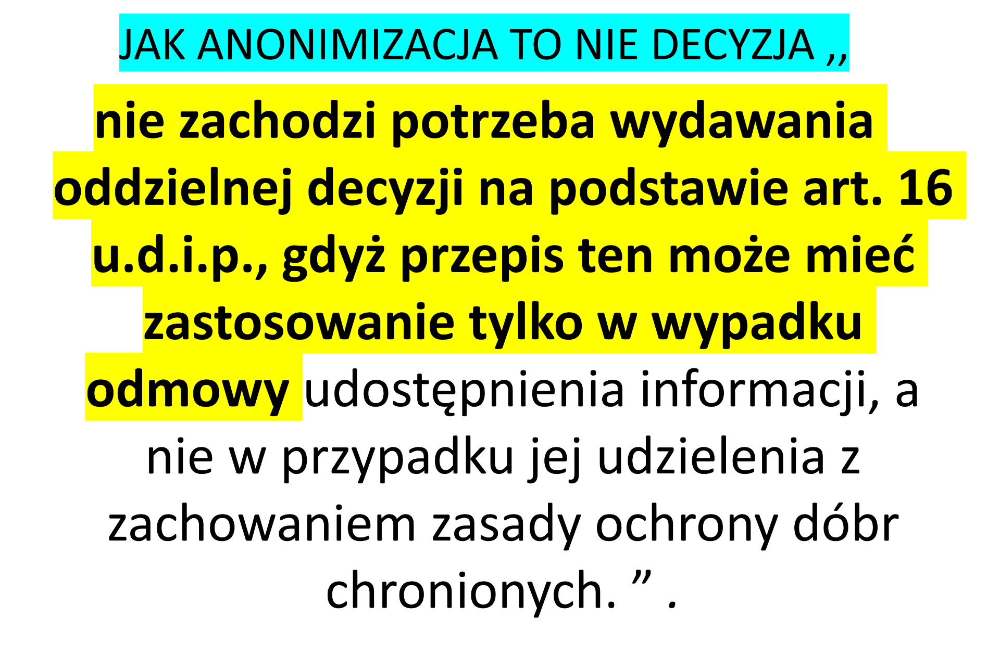 JAK ANONIMIZACJA TO NIE DECYZJA ,,
nie zachodzi potrzeba wydawania
oddzielnej decyzji na podstawie art. 16
u.d.i.p., gdyż przepis ten może mieć
zastosowanie tylko w wypadku
odmowy udostępnienia informacji, a
nie w przypadku jej udzielenia z
zachowaniem zasady ochrony dóbr
chronionych. ” .